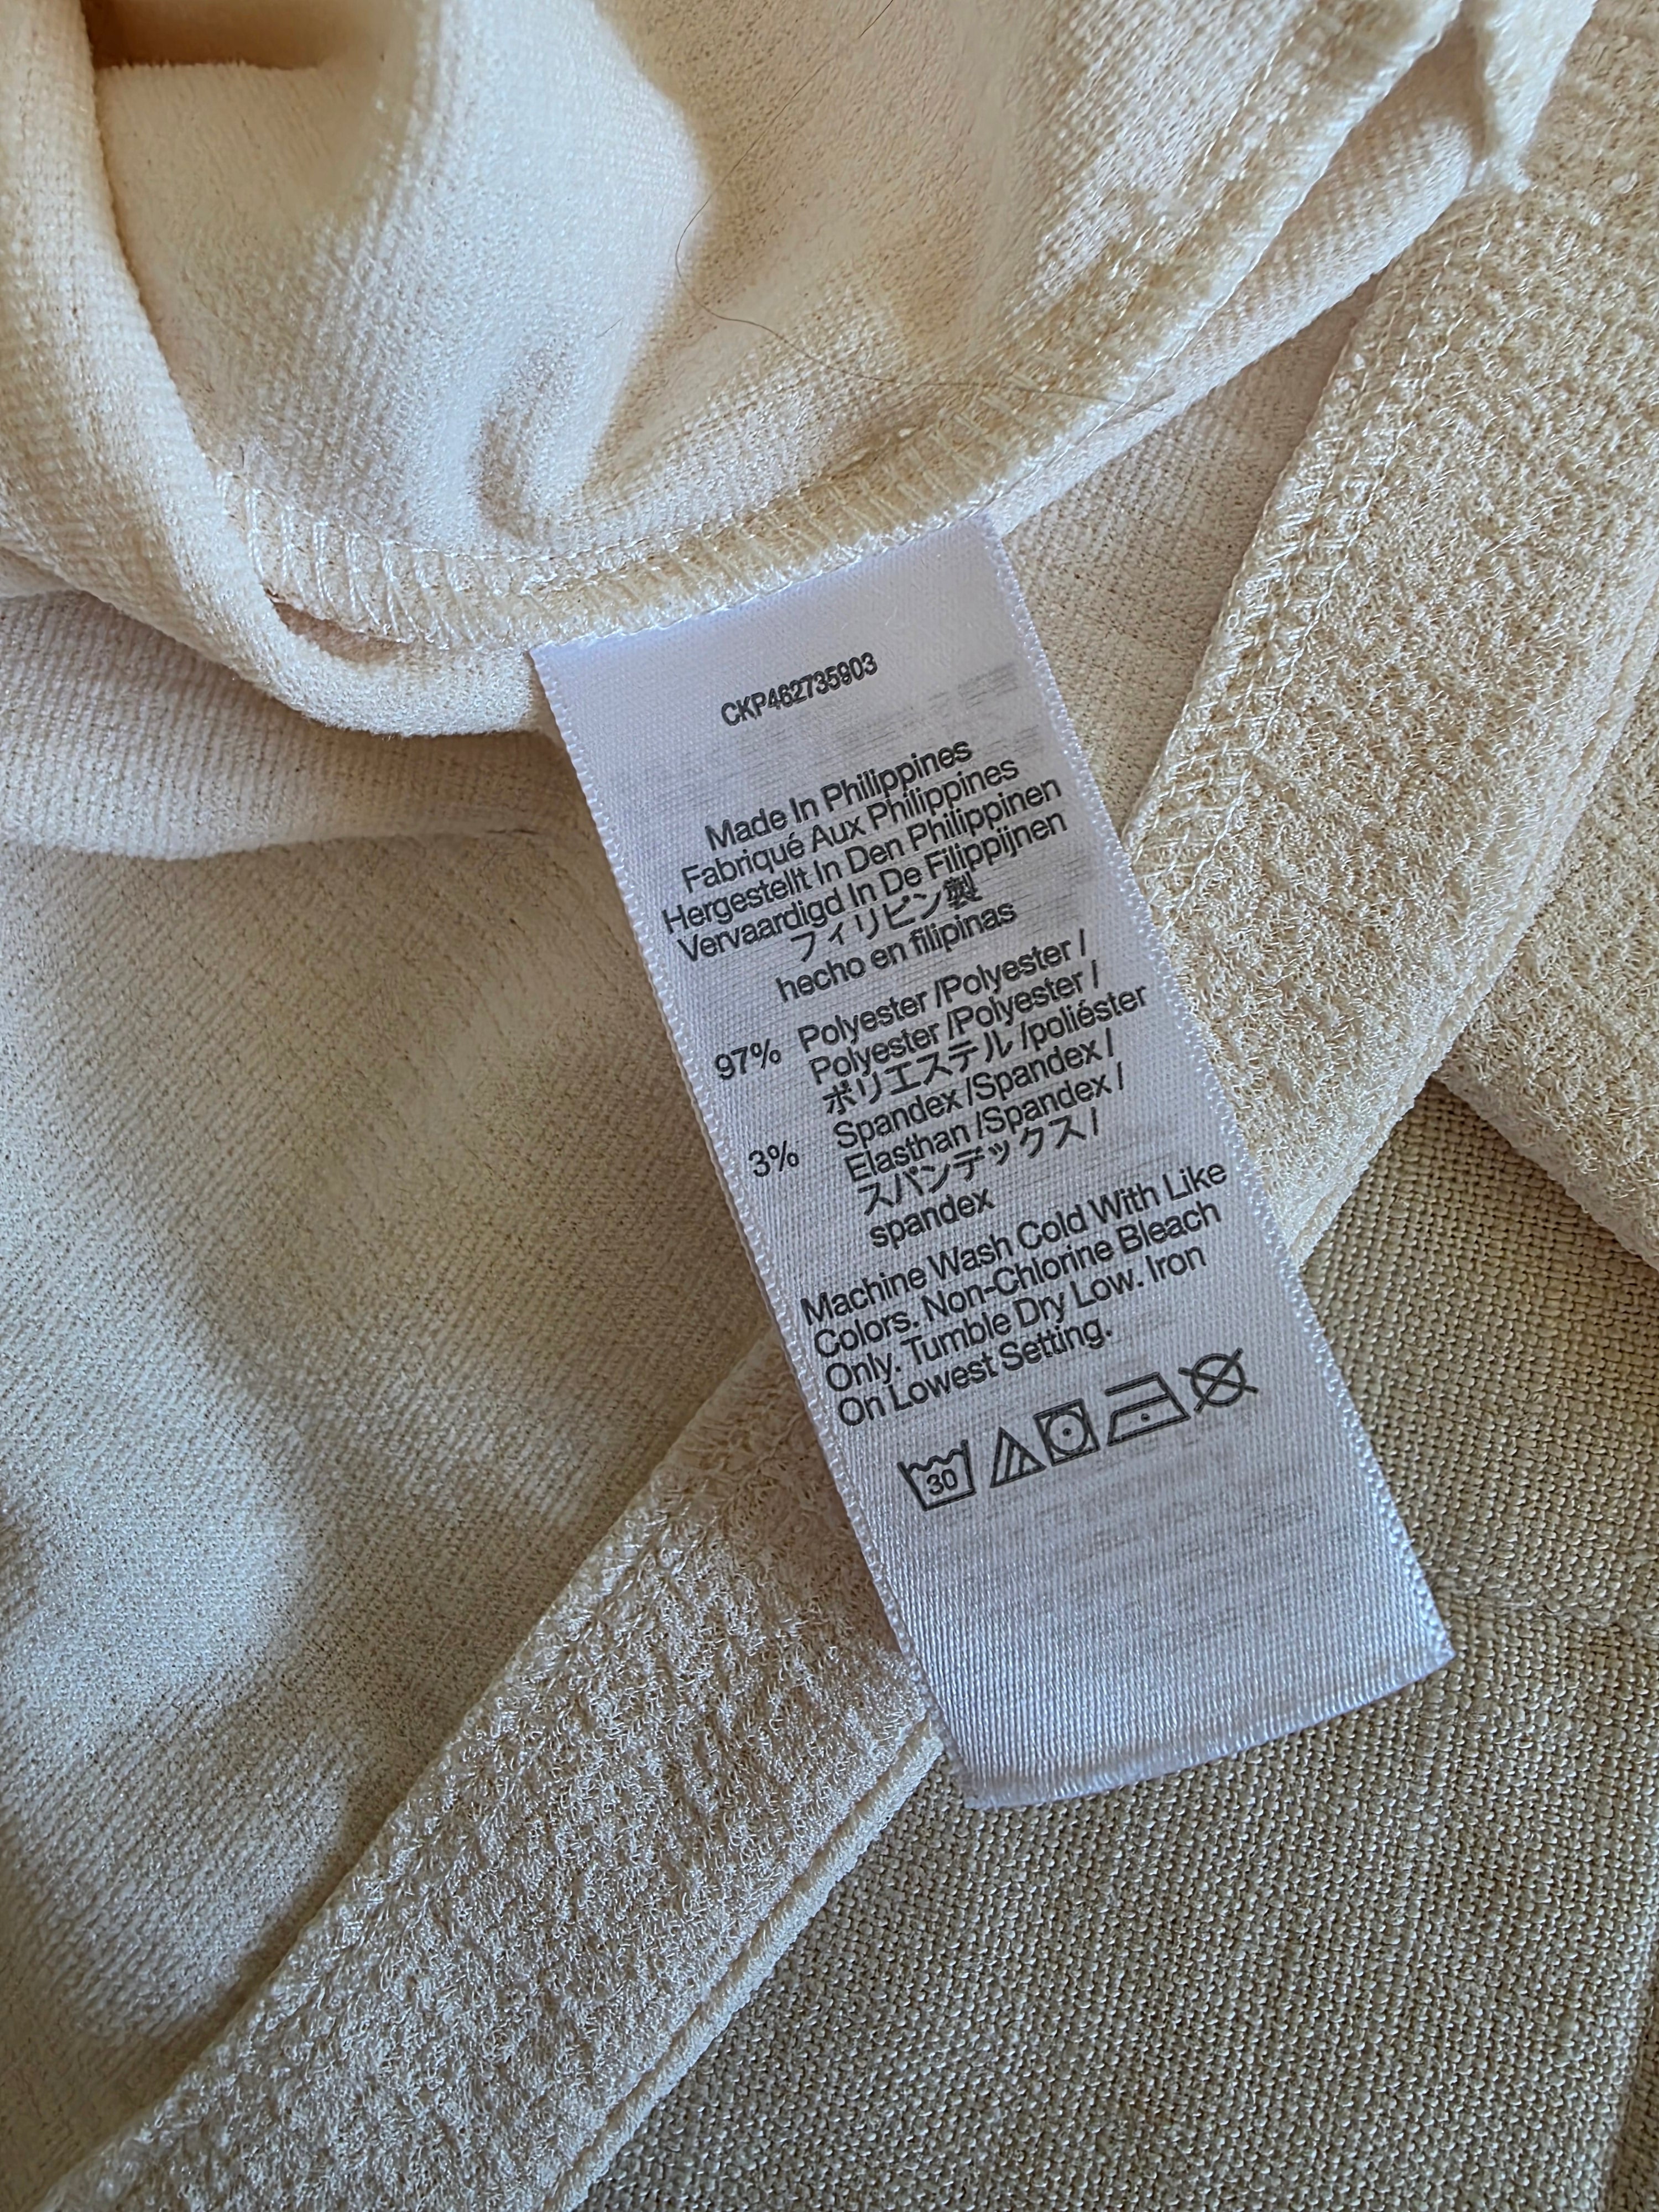 CKP462735903
Made In Philippines
Fabriqué Aux Philippines
Hergestellt In Den Philippinen
Vervaardigd In De Filippijnen
フィリピン製
hecho en filipinas
97% Polyester /Polyester /
Polyester /Polyester /
ポリエステル /poliéster
3% Spandex /Spandex /
Elasthan /Spandex /
スパンデックス /
spandex
Machine Wash Cold With Like
Colors. Non-Chlorine Bleach
Only. Tumble Dry Low. Iron
On Lowest Setting.
30